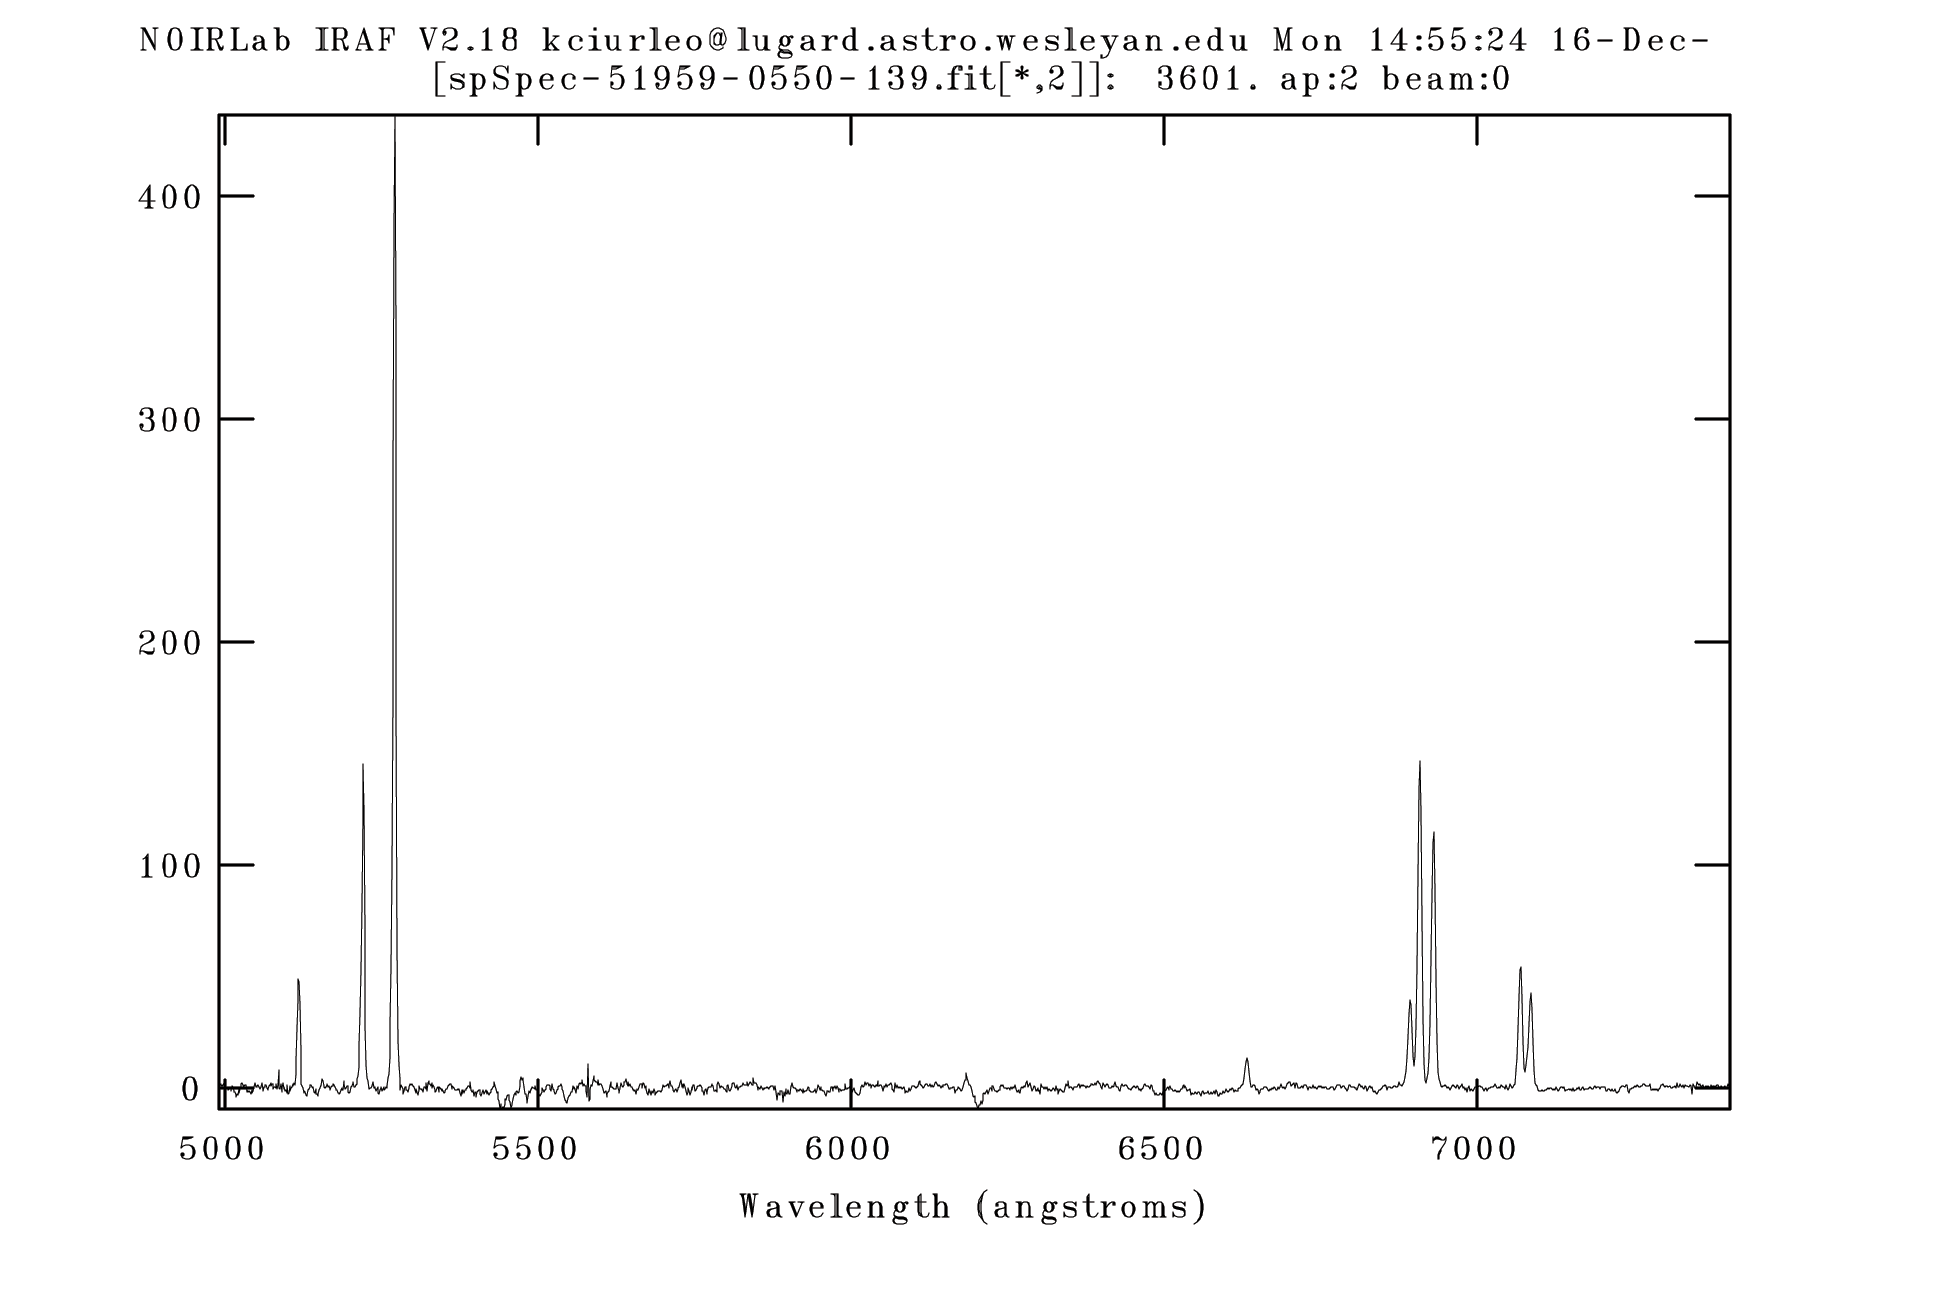 NOIRLab IRAF V2.18 kciurleo@lugard.astro.wesleyan.edu Mon 14:55:24 16-Dec-
[spSpec-51959-0550-139.fit[*,2]]: 3601. ap:2 beam:0
400
300
200
100
0
5000 5500 6000 6500 7000
Wavelength (angstroms)